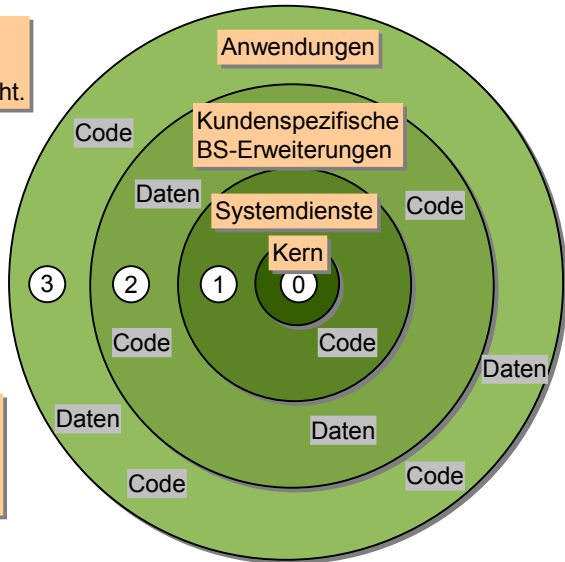 Anwendungen
ht.
Code
Kundenspezifische
BS-Erweiterungen
Daten
Code
Systemdienste
Kern
3
2
1
0
Code
Code
Daten
Daten
Daten
Code
Code